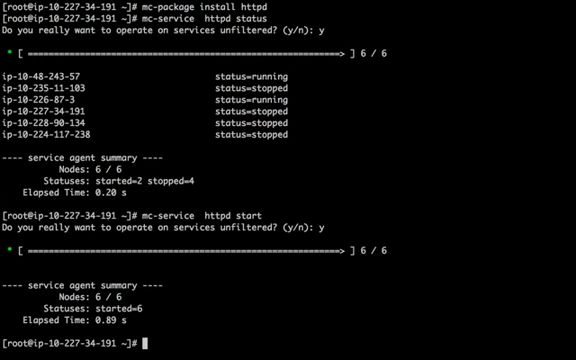 [root@ip-10-227-34-191 ~]# mc-package install httpd
[root@ip-10-227-34-191 ~]# mc-service  httpd status
Do you really want to operate on services unfiltered? (y/n): y
* [ ============================================================> ] 6 / 6
ip-10-48-243-57 status=running
ip-10-235-11-103 status=stopped
ip-10-226-87-3 status=running
ip-10-227-34-191 status=stopped
ip-10-228-90-134 status=stopped
ip-10-224-117-238 status=stopped
---- service agent summary ----
Nodes: 6 / 6
Statuses: started=2 stopped=4
Elapsed Time: 0.20 s
[root@ip-10-227-34-191 ~]# mc-service  httpd start
Do you really want to operate on services unfiltered? (y/n): y
* [ ============================================================> ] 6 / 6
---- service agent summary ----
Nodes: 6 / 6
Statuses: started=6
Elapsed Time: 0.89 s
[root@ip-10-227-34-191 ~]#